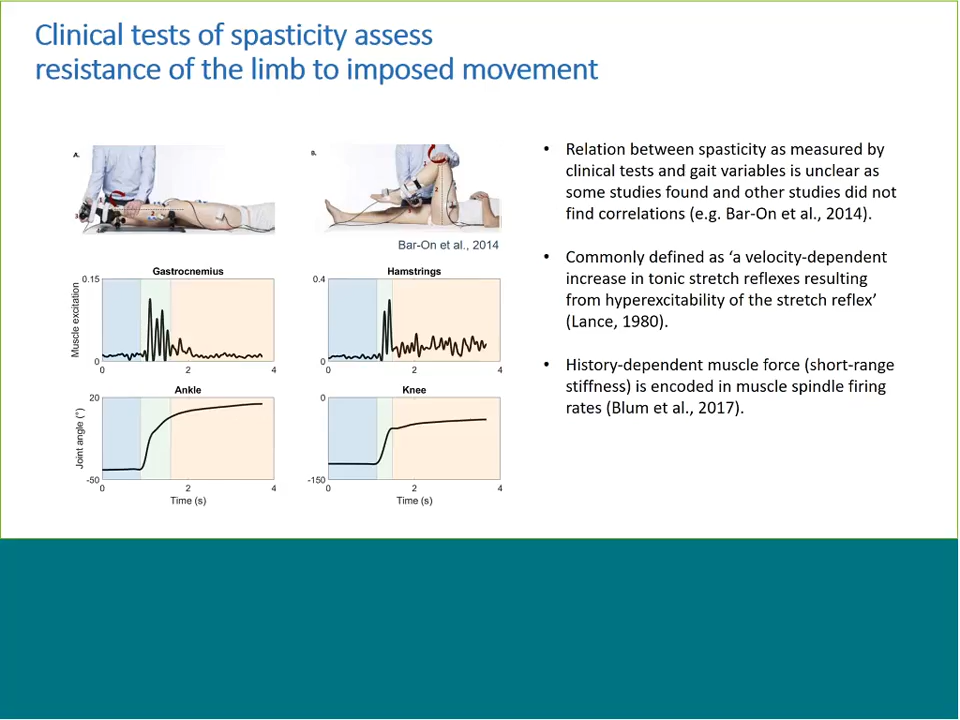 Clinical tests of spasticity assess
resistance of the limb to imposed movement
A.
B.
Bar-On et al., 2014
Gastrocnemius
Muscle excitation
0.15
0
0
2
4
Hamstrings
0.4
0
0
2
4
Ankle
Joint angle (°)
20
-50
0
2
4
Time (s)
Knee
0
-150
0
2
4
Time (s)
• Relation between spasticity as measured by
clinical tests and gait variables is unclear as
some studies found and other studies did not
find correlations (e.g. Bar-On et al., 2014).
• Commonly defined as ‘a velocity-dependent
increase in tonic stretch reflexes resulting
from hyperexcitability of the stretch reflex’
(Lance, 1980).
• History-dependent muscle force (short-range
stiffness) is encoded in muscle spindle firing
rates (Blum et al., 2017).